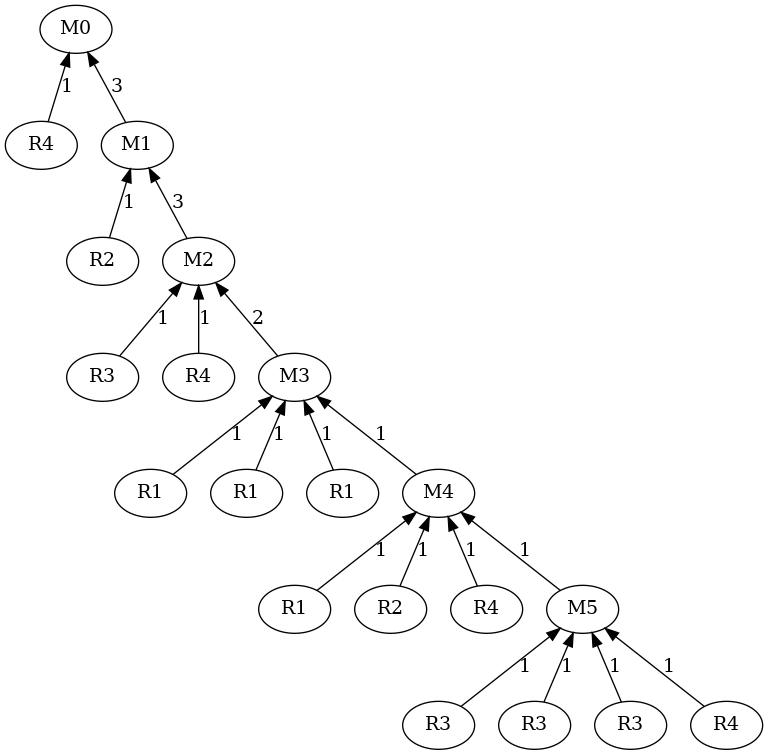 M0
1 3
R4 M1
1 3
R2 M2
1 1 2
R3 R4 M3
1 1 1 1
R1 R1 R1 M4
1 1 1 1
R1 R2 R4 M5
1 1 1 1
R3 R3 R3 R4